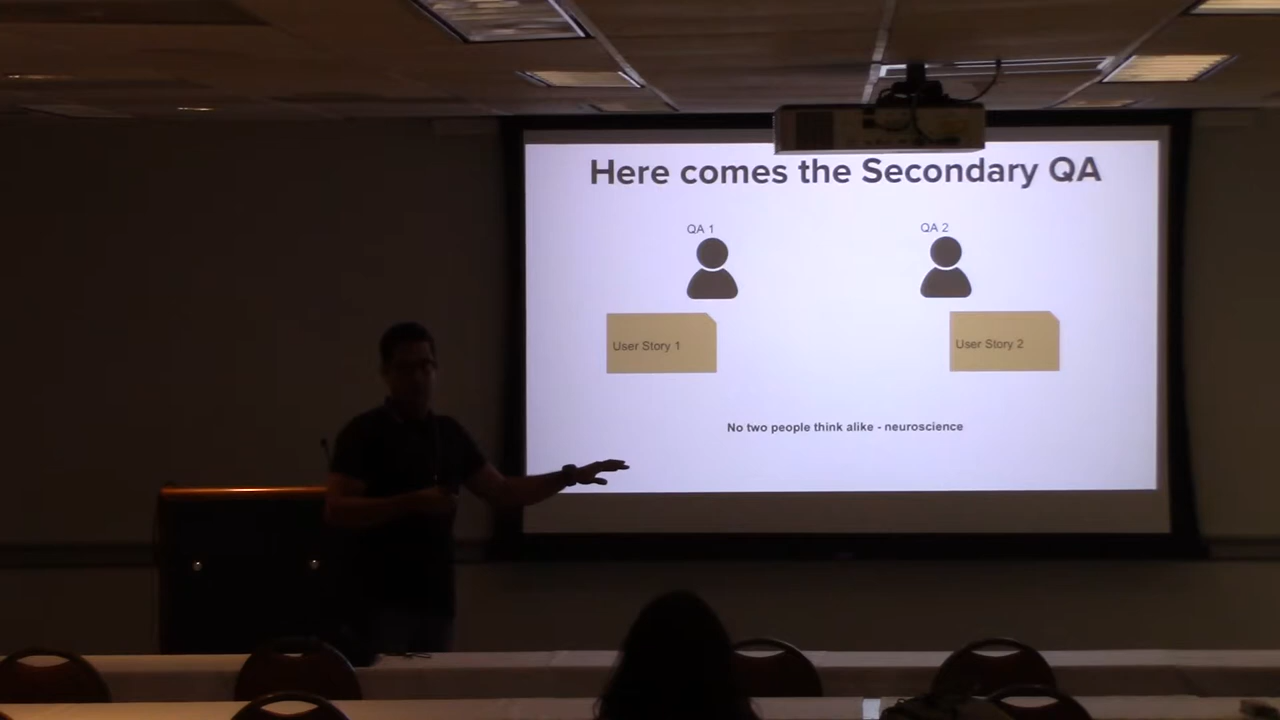 Here comes the Secondary QA
QA 1
QA 2
User Story 1
User Story 2
No two people think alike - neuroscience